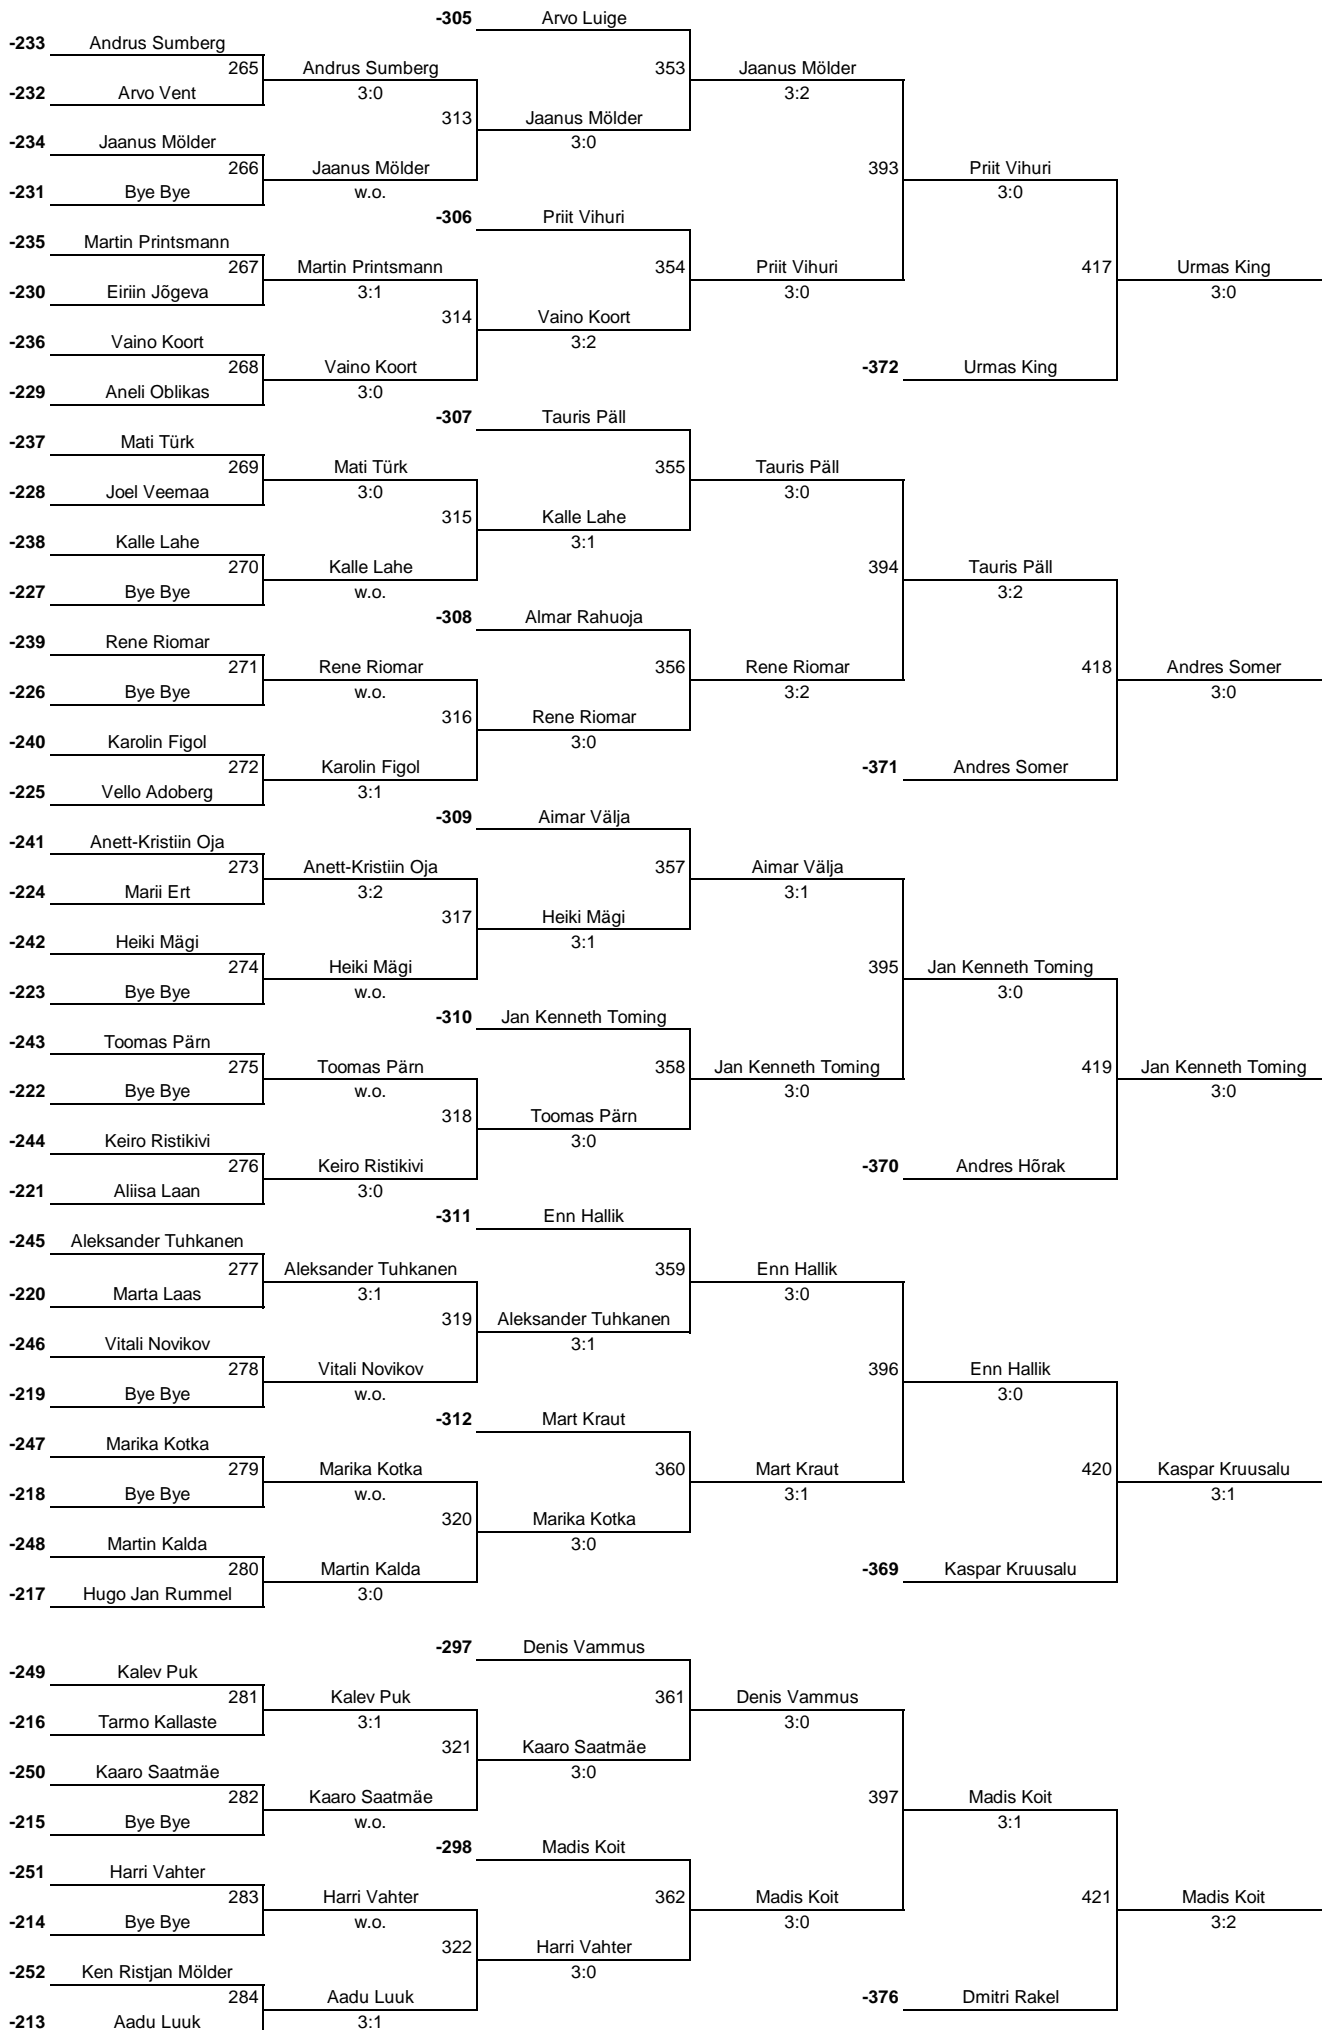 -305 Arvo Luige
-233 Andrus Sumberg
265 Andrus Sumberg 353 Jaanus Mölder
-232 Arvo Vent 3:0 3:2
313 Jaanus Mölder
-234 Jaanus Mölder 3:0
266 Jaanus Mölder 393 Priit Vihuri
-231 Bye Bye w.o. 3:0
-306 Priit Vihuri
-235 Martin Printsmann
267 Martin Printsmann 354 Priit Vihuri 417 Urmas King
-230 Eiriin Jõgeva 3:1 3:0 3:0
314 Vaino Koort
-236 Vaino Koort 3:2
268 Vaino Koort -372 Urmas King
-229 Aneli Oblikas 3:0
-307 Tauris Päll
-237 Mati Türk
269 Mati Türk 355 Tauris Päll
-228 Joel Veemaa 3:0 3:0
315 Kalle Lahe
-238 Kalle Lahe 3:1
270 Kalle Lahe 394 Tauris Päll
-227 Bye Bye w.o. 3:2
-308 Almar Rahuoja
-239 Rene Riomar
271 Rene Riomar 356 Rene Riomar 418 Andres Somer
-226 Bye Bye w.o. 3:2 3:0
316 Rene Riomar
-240 Karolin Figol 3:0
272 Karolin Figol -371 Andres Somer
-225 Vello Adoberg 3:1
-309 Aimar Välja
-241 Anett-Kristiin Oja
273 Anett-Kristiin Oja 357 Aimar Välja
-224 Marii Ert 3:2 3:1
317 Heiki Mägi
-242 Heiki Mägi 3:1
274 Heiki Mägi 395 Jan Kenneth Toming
-223 Bye Bye w.o. 3:0
-310 Jan Kenneth Toming
-243 Toomas Pärn
275 Toomas Pärn 358 Jan Kenneth Toming 419 Jan Kenneth Toming
-222 Bye Bye w.o. 3:0 3:0
318 Toomas Pärn
-244 Keiro Ristikivi 3:0
276 Keiro Ristikivi -370 Andres Hõrak
-221 Aliisa Laan 3:0
-311 Enn Hallik
-245 Aleksander Tuhkanen
277 Aleksander Tuhkanen 359 Enn Hallik
-220 Marta Laas 3:1 3:0
319 Aleksander Tuhkanen
-246 Vitali Novikov 3:1
278 Vitali Novikov 396 Enn Hallik
-219 Bye Bye w.o. 3:0
-312 Mart Kraut
-247 Marika Kotka
279 Marika Kotka 360 Mart Kraut 420 Kaspar Kruusalu
-218 Bye Bye w.o. 3:1 3:1
320 Marika Kotka
-248 Martin Kalda 3:0
280 Martin Kalda -369 Kaspar Kruusalu
-217 Hugo Jan Rummel 3:0
-297 Denis Vammus
-249 Kalev Puk
281 Kalev Puk 361 Denis Vammus
-216 Tarmo Kallaste 3:1 3:0
321 Kaaro Saatmäe
-250 Kaaro Saatmäe 3:0
282 Kaaro Saatmäe 397 Madis Koit
-215 Bye Bye w.o. 3:1
-298 Madis Koit
-251 Harri Vahter
283 Harri Vahter 362 Madis Koit 421 Madis Koit
-214 Bye Bye w.o. 3:0 3:2
322 Harri Vahter
-252 Ken Ristjan Mölder 3:0
284 Aadu Luuk -376 Dmitri Rakel
-213 Aadu Luuk 3:1